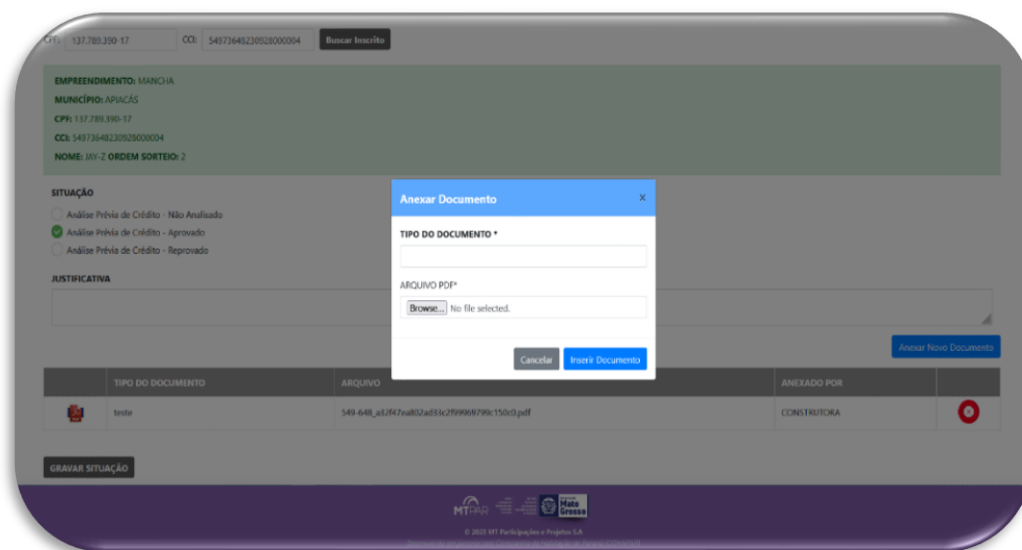 CPF: 137.789.390-17 CCI: 54973648230928000004 Buscar Inscrito
EMPREENDIMENTO: MANCHA
MUNICÍPIO: APIACÁS
CPF: 137.789.390-17
CCI: 54973648230928000004
NOME: JAY-Z ORDEM SORTEIO: 2
SITUAÇÃO
Análise Prévia de Crédito - Não Analisado
Análise Prévia de Crédito - Aprovado
Análise Prévia de Crédito - Reprovado
JUSTIFICATIVA
Anexar Documento x
TIPO DO DOCUMENTO *
ARQUIVO PDF*
Browse... No file selected.
Cancelar Inserir Documento
Anexar Novo Documento
TIPO DO DOCUMENTO ARQUIVO ANEXADO POR
teste 549-648_a32f47ea802ad33c2f99969799c150c0.pdf CONSTRUTORA
GRAVAR SITUAÇÃO
MTPAR Mato Grosso
© 2023 MT Participações e Projetos S.A